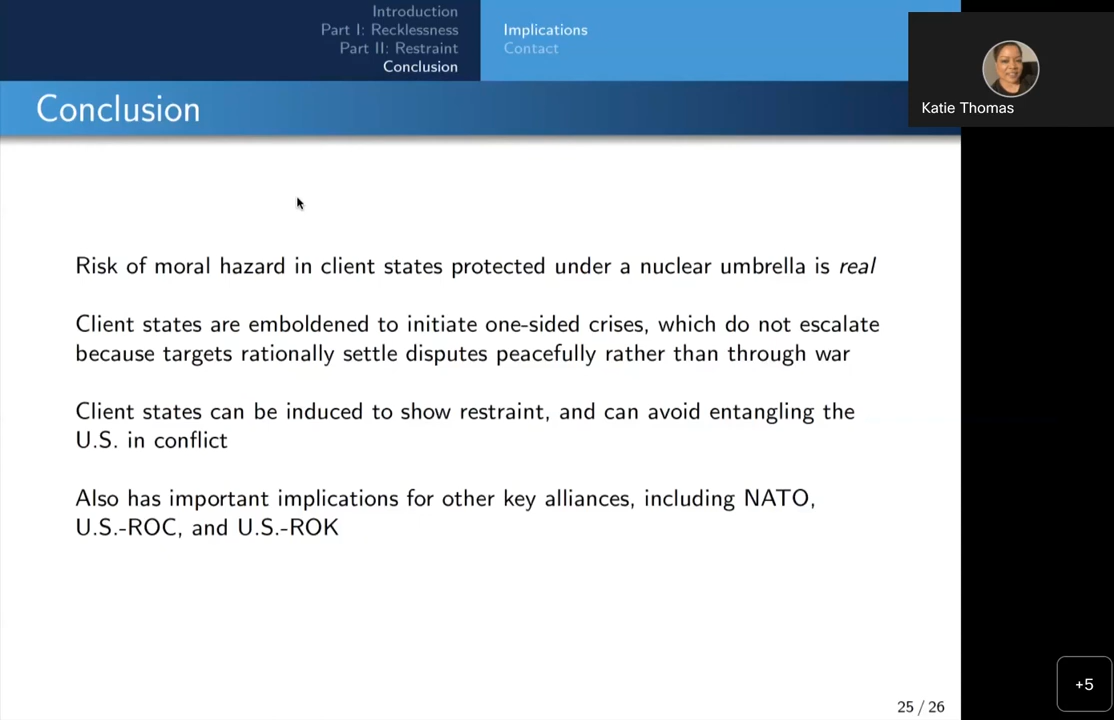 Introduction
Part I: Recklessness
Part II: Restraint
Conclusion
Implications
Contact
Katie Thomas
Conclusion
Risk of moral hazard in client states protected under a nuclear umbrella is real
Client states are emboldened to initiate one-sided crises, which do not escalate
because targets rationally settle disputes peacefully rather than through war
Client states can be induced to show restraint, and can avoid entangling the
U.S. in conflict
Also has important implications for other key alliances, including NATO,
U.S.-ROC, and U.S.-ROK
+5
25 / 26